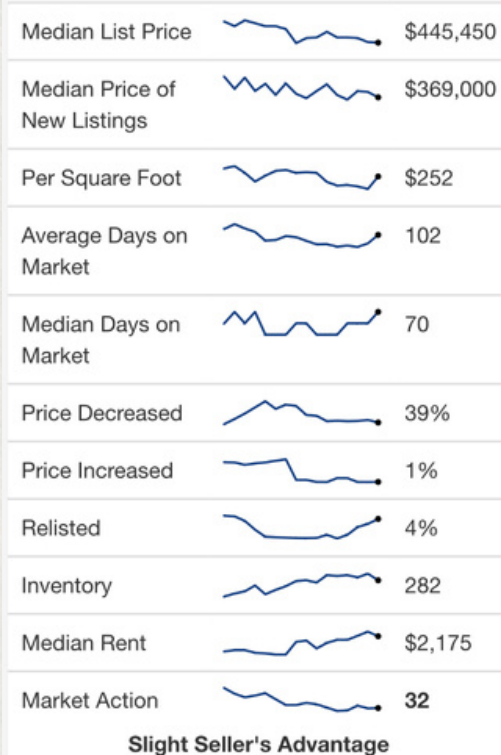 Median List Price $445,450
Median Price of $369,000
New Listings
Per Square Foot $252
Average Days on 102
Market
Median Days on 70
Market
Price Decreased 39%
Price Increased 1%
Relisted 4%
Inventory 282
Median Rent $2,175
Market Action 32
Slight Seller's Advantage